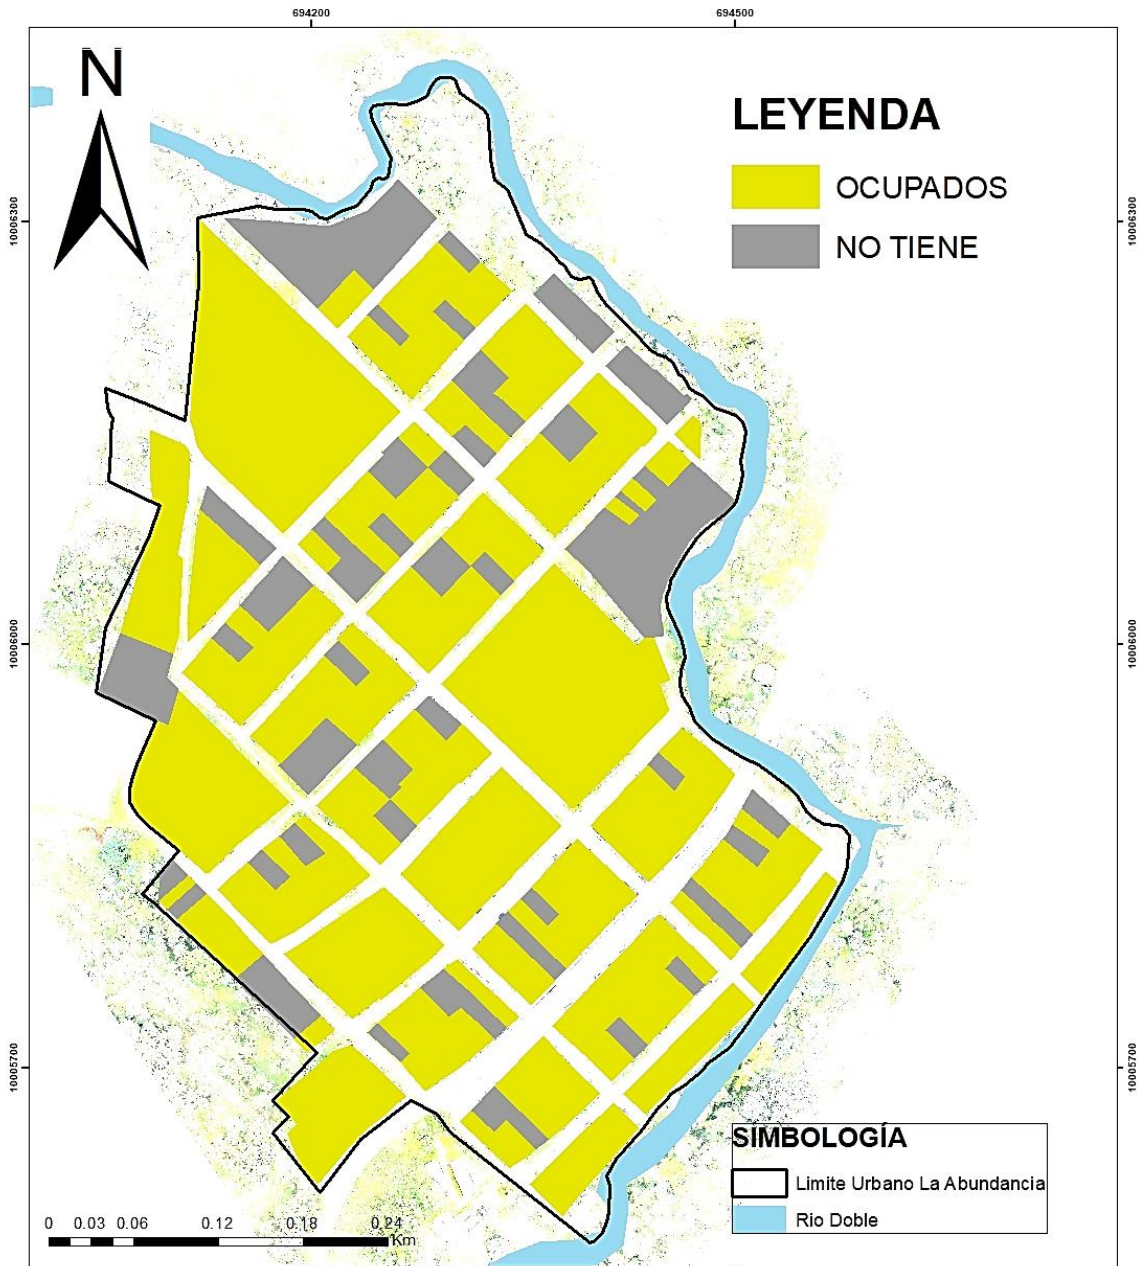 694200
694500
N
LEYENDA
OCUPADOS
NO TIENE
10006300
10006300
10006000
10006000
10005700
10005700
SIMBOLOGÍA
Limite Urbano La Abundancia
Rio Doble
0 0.03 0.06 0.12 0.18 0.24
Km